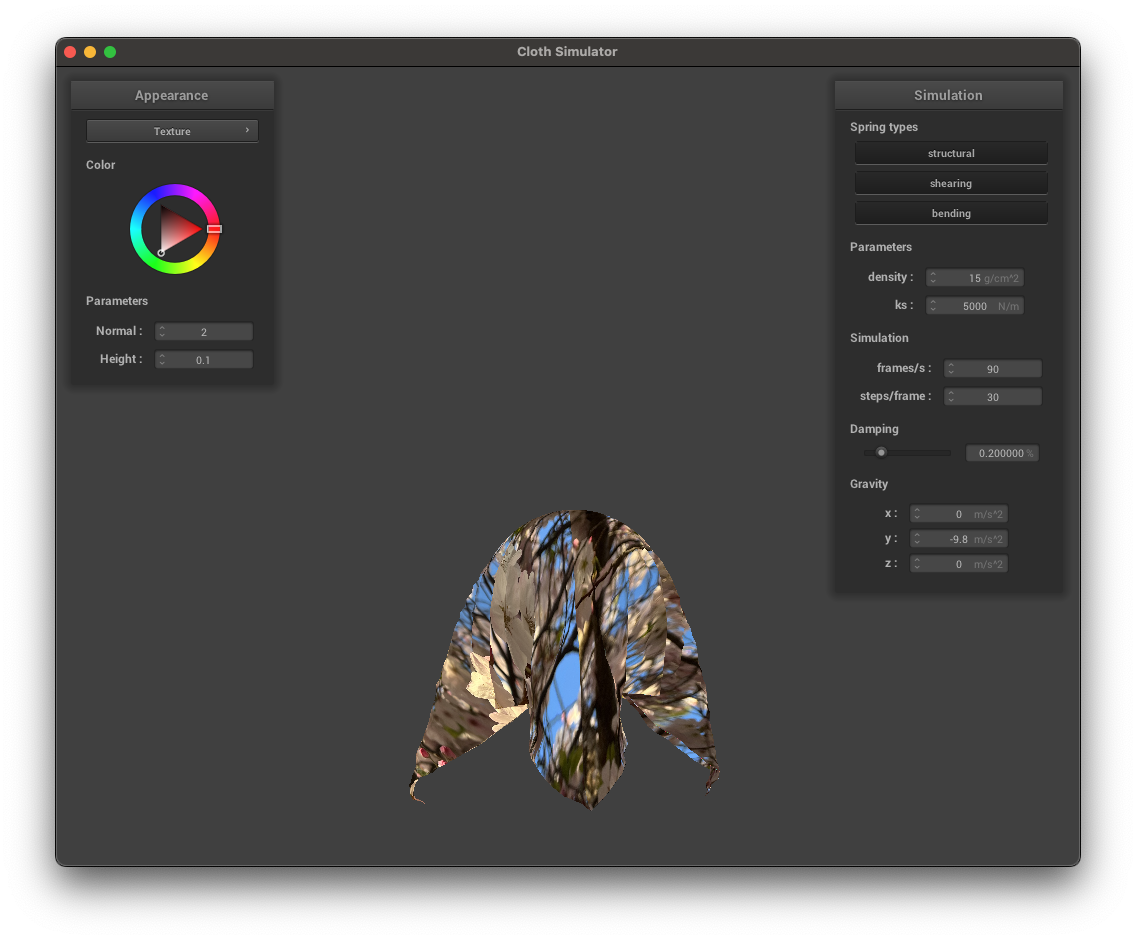 Cloth Simulator
Appearance
Texture ›
Color
Parameters
Normal : 2
Height : 0.1
Simulation
Spring types
structural
shearing
bending
Parameters
density : 15 g/cm^2
ks : 5000 N/m
Simulation
frames/s : 90
steps/frame : 30
Damping
0.200000 %
Gravity
x : 0 m/s^2
y : -9.8 m/s^2
z : 0 m/s^2